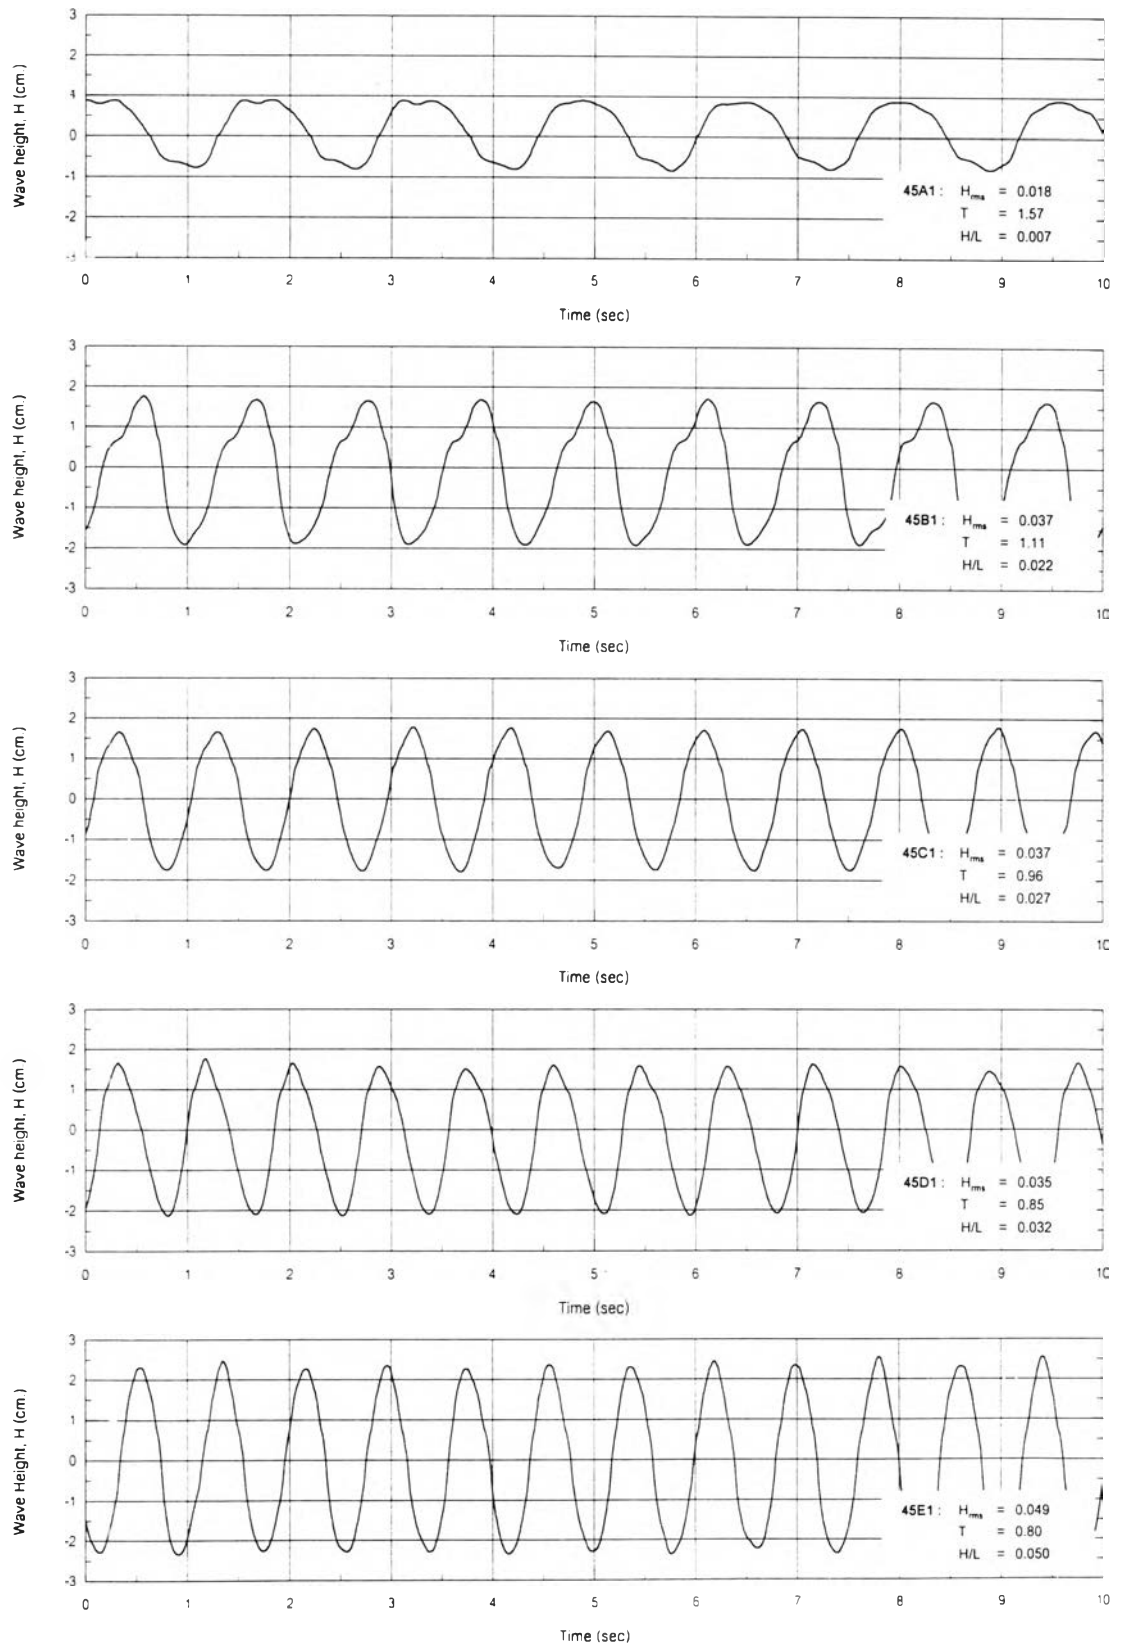 3
2
1
0
-1
-2
Wave height, H (cm.)
45A1 : Hrms = 0.018
T = 1.57
H/L = 0.007
0 1 2 3 4 5 6 7 8 9 10
Time (sec)
3
2
1
0
-1
-2
-3
Wave height, H (cm.)
45B1 : Hrms = 0.037
T = 1.11
H/L = 0.022
0 1 2 3 4 5 6 7 8 9 10
Time (sec)
3
2
1
0
-1
-2
-3
Wave height, H (cm.)
45C1 : Hrms = 0.037
T = 0.96
H/L = 0.027
0 1 2 3 4 5 6 7 8 9 10
Time (sec)
3
2
1
0
-1
-2
-3
Wave height, H (cm.)
45D1 : Hrms = 0.035
T = 0.85
H/L = 0.032
0 1 2 3 4 5 6 7 8 9 10
Time (sec)
3
2
1
0
-1
-2
-3
Wave Height, H (cm.)
45E1 : Hrms = 0.049
T = 0.80
H/L = 0.050
0 1 2 3 4 5 6 7 8 9 10
Time (sec)